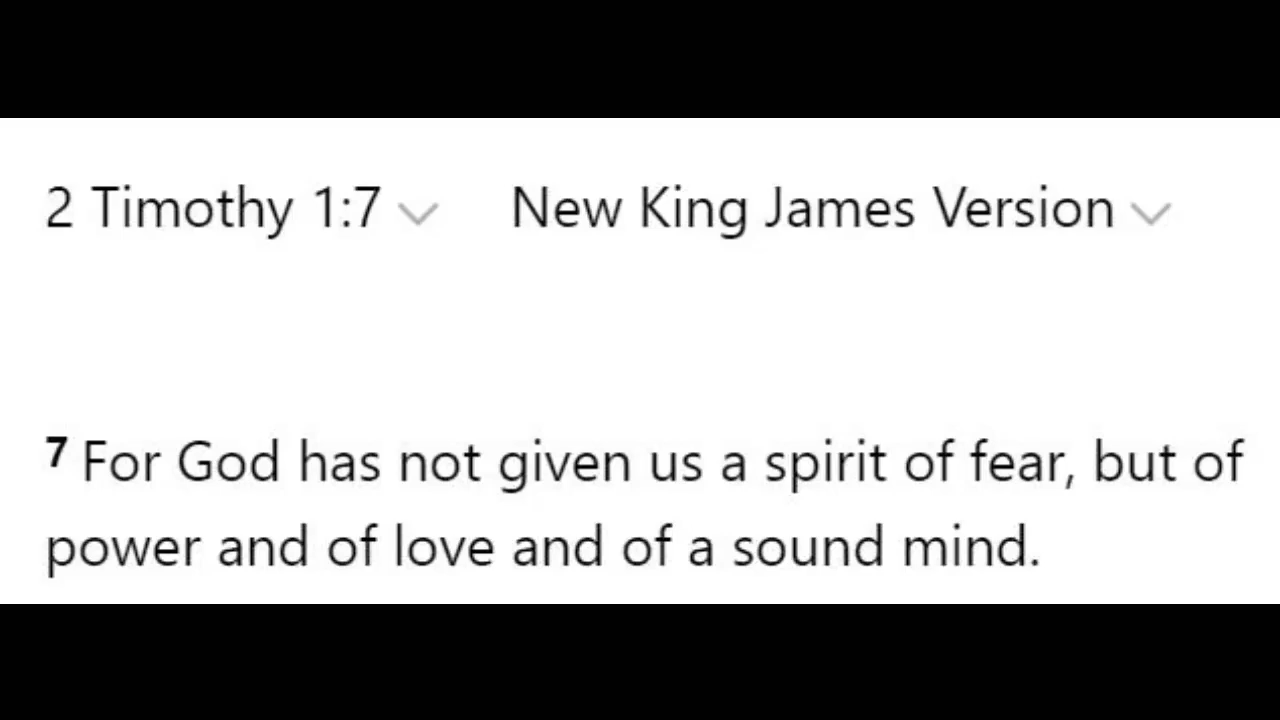 2 Timothy 1:7 New King James Version
7 For God has not given us a spirit of fear, but of
power and of love and of a sound mind.